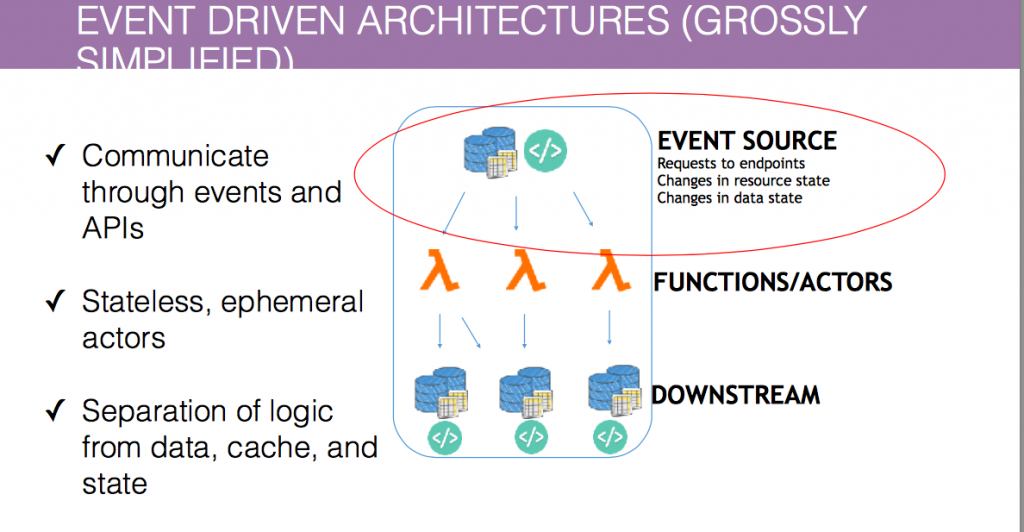 EVENT DRIVEN ARCHITECTURES (GROSSLY
SIMPLIFIED)
✓ Communicate
through events and
APIs
✓ Stateless, ephemeral
actors
✓ Separation of logic
from data, cache, and
state
</>
EVENT SOURCE
Requests to endpoints
Changes in resource state
Changes in data state
λ λ λ
FUNCTIONS/ACTORS
DOWNSTREAM
</> </> </>